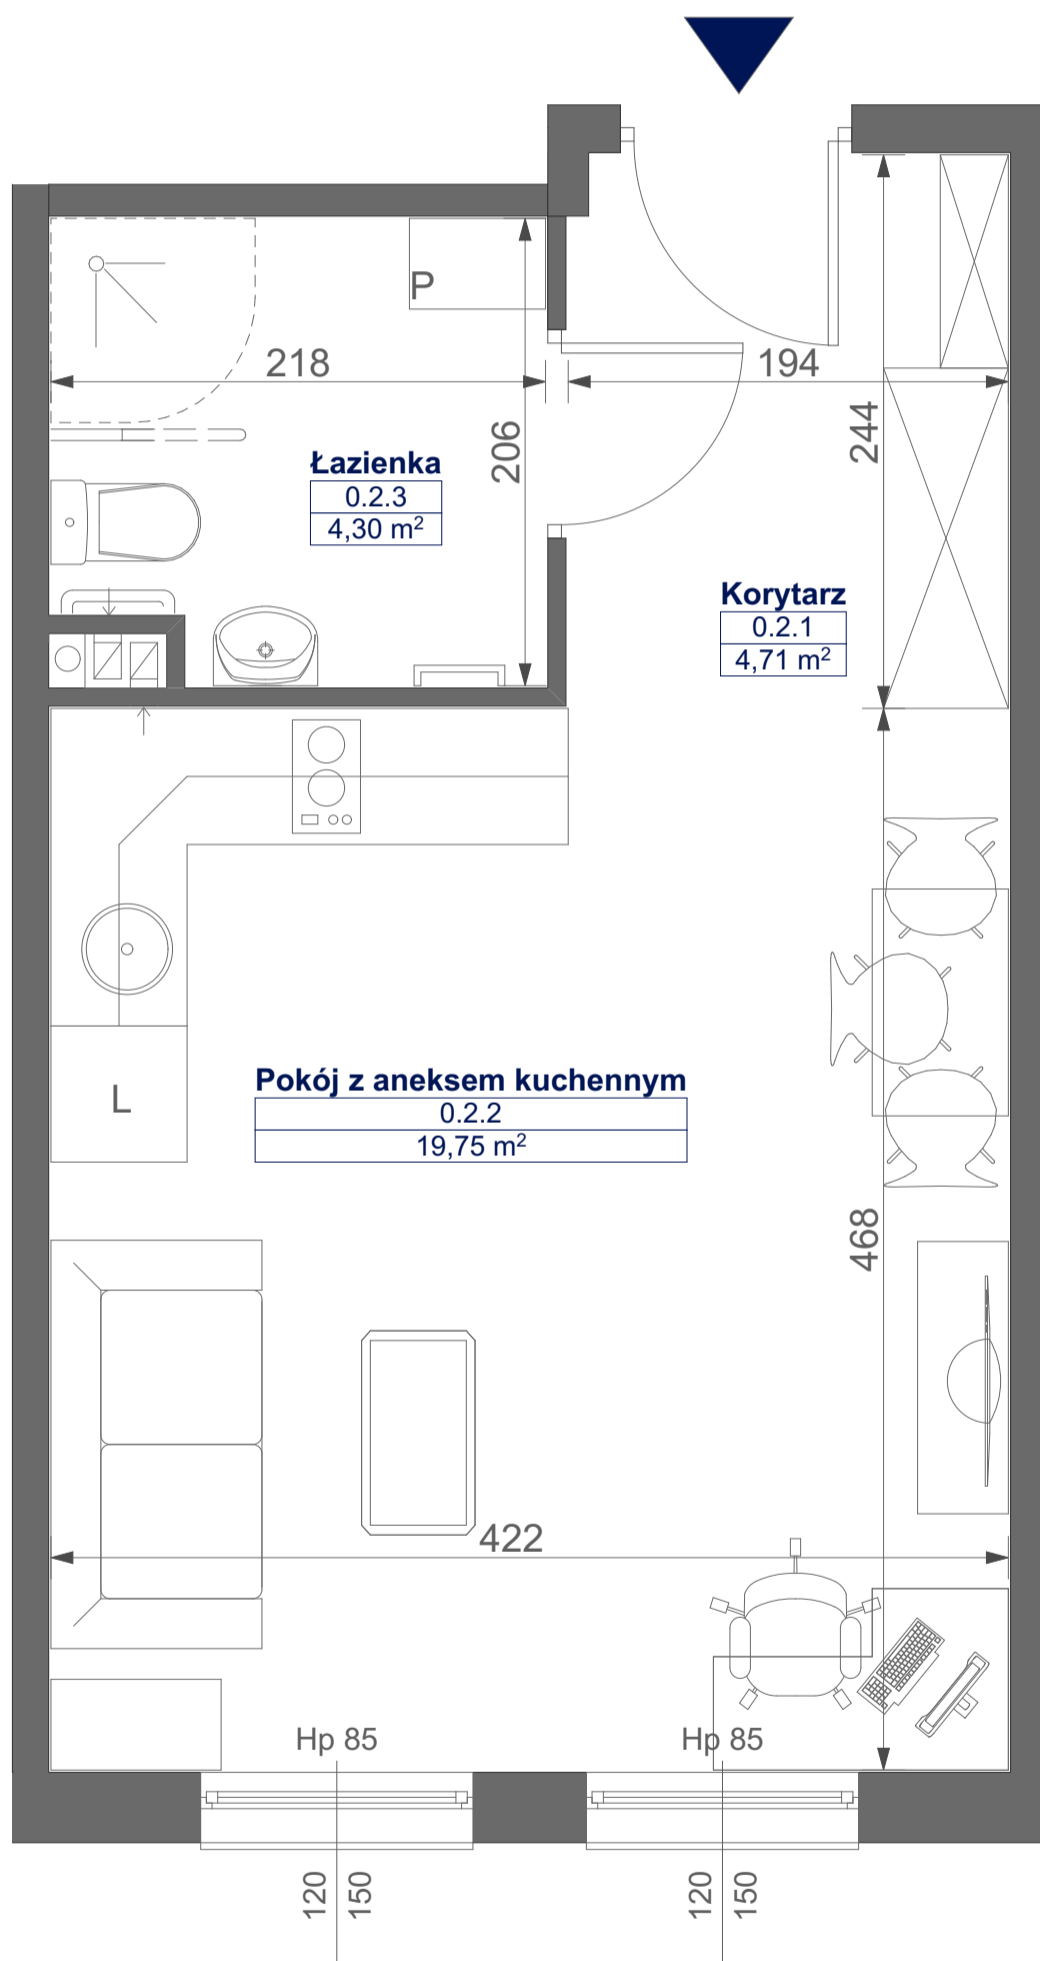 P
218
194
206
244
Łazienka
0.2.3
4,30 m²
Korytarz
0.2.1
4,71 m²
L
Pokój z aneksem kuchennym
0.2.2
19,75 m²
468
422
Hp 85
Hp 85
120
150
120
150